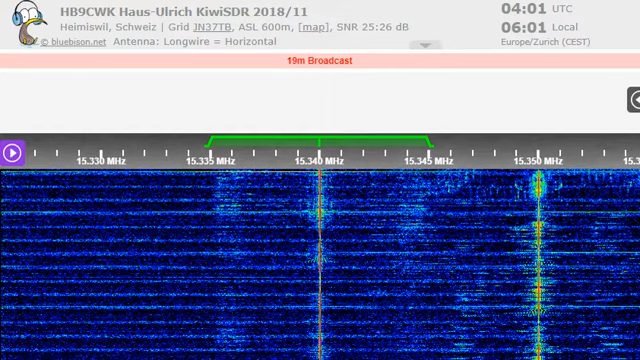 HB9CWK Haus-Ulrich KiwiSDR 2018/11
Heimiswil, Schweiz | Grid JN37TB, ASL 600m, [map], SNR 25:26 dB
© bluebison.net Antenna: Longwire = Horizontal
04:01 UTC
06:01 Local
Europe/Zurich (CEST)
19m Broadcast
15.330 MHz 15.335 MHz 15.340 MHz 15.345 MHz 15.350 MHz